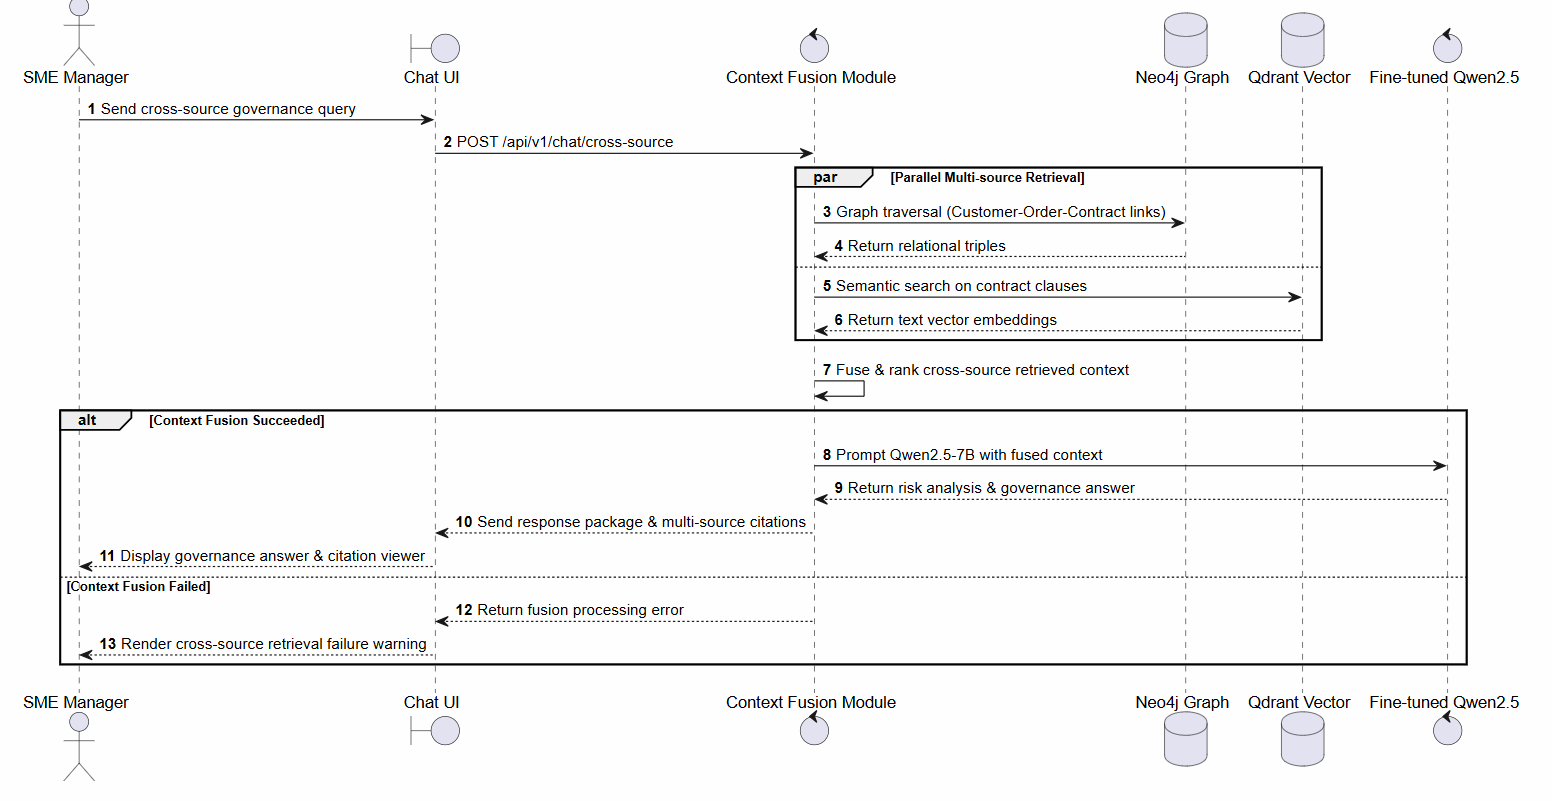 SME Manager
Chat UI
Context Fusion Module
Neo4j Graph
Qdrant Vector
Fine-tuned Qwen2.5
1 Send cross-source governance query
2 POST /api/v1/chat/cross-source
par [Parallel Multi-source Retrieval]
3 Graph traversal (Customer-Order-Contract links)
4 Return relational triples
5 Semantic search on contract clauses
6 Return text vector embeddings
7 Fuse & rank cross-source retrieved context
alt [Context Fusion Succeeded]
8 Prompt Qwen2.5-7B with fused context
9 Return risk analysis & governance answer
10 Send response package & multi-source citations
11 Display governance answer & citation viewer
[Context Fusion Failed]
12 Return fusion processing error
13 Render cross-source retrieval failure warning
SME Manager
Chat UI
Context Fusion Module
Neo4j Graph
Qdrant Vector
Fine-tuned Qwen2.5